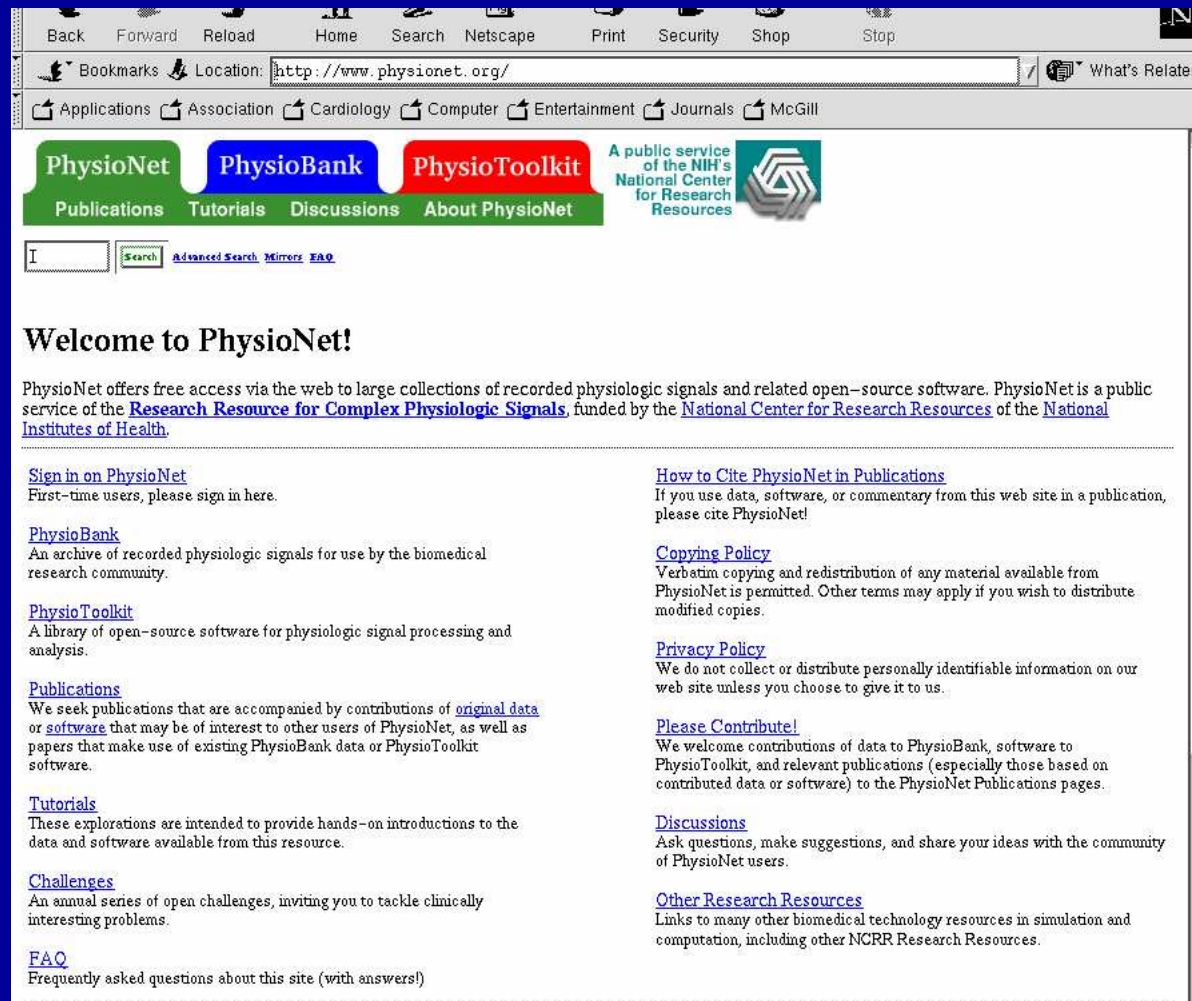 Back Forward Reload Home Search Netscape Print Security Shop Stop
N
Bookmarks Location: http://www.physionet.org/ What's Relate
Applications Association Cardiology Computer Entertainment Journals McGill
PhysioNet PhysioBank PhysioToolkit
Publications Tutorials Discussions About PhysioNet
A public service
of the NIH's
National Center
for Research
Resources
Search Advanced Search Mirrors FAQ
Welcome to PhysioNet!
PhysioNet offers free access via the web to large collections of recorded physiologic signals and related open-source software. PhysioNet is a public
service of the Research Resource for Complex Physiologic Signals, funded by the National Center for Research Resources of the National
Institutes of Health.
Sign in on PhysioNet
First-time users, please sign in here.
PhysioBank
An archive of recorded physiologic signals for use by the biomedical
research community.
PhysioToolkit
A library of open-source software for physiologic signal processing and
analysis.
Publications
We seek publications that are accompanied by contributions of original data
or software that may be of interest to other users of PhysioNet, as well as
papers that make use of existing PhysioBank data or PhysioToolkit
software.
Tutorials
These explorations are intended to provide hands-on introductions to the
data and software available from this resource.
Challenges
An annual series of open challenges, inviting you to tackle clinically
interesting problems.
FAQ
Frequently asked questions about this site (with answers!)
How to Cite PhysioNet in Publications
If you use data, software, or commentary from this web site in a publication,
please cite PhysioNet!
Copying Policy
Verbatim copying and redistribution of any material available from
PhysioNet is permitted. Other terms may apply if you wish to distribute
modified copies.
Privacy Policy
We do not collect or distribute personally identifiable information on our
web site unless you choose to give it to us.
Please Contribute!
We welcome contributions of data to PhysioBank, software to
PhysioToolkit, and relevant publications (especially those based on
contributed data or software) to the PhysioNet Publications pages.
Discussions
Ask questions, make suggestions, and share your ideas with the community
of PhysioNet users.
Other Research Resources
Links to many other biomedical technology resources in simulation and
computation, including other NCRR Research Resources.